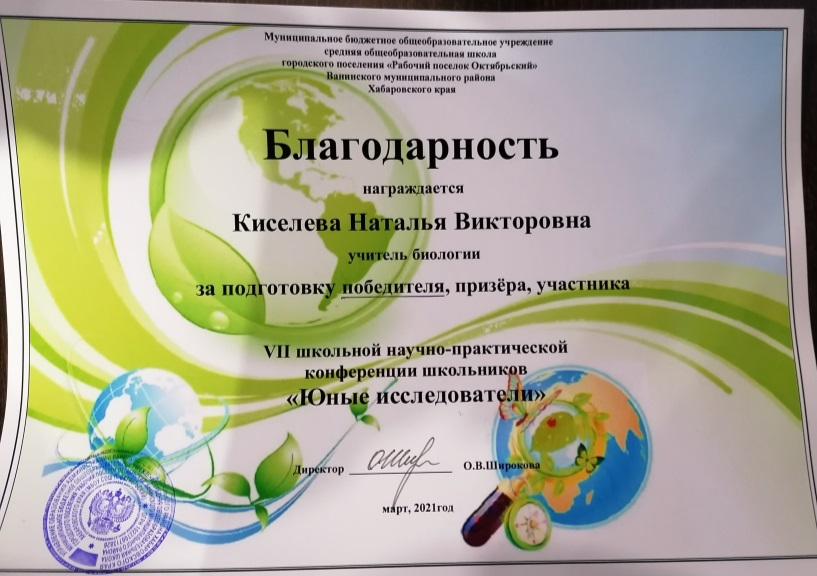 Муниципальное бюджетное общеобразовательное учреждение
средняя общеобразовательная школа
городского поселения «Рабочий поселок Октябрьский»
Ванинского муниципального района
Хабаровского края
Благодарность
награждается
Киселева Наталья Викторовна
учитель биологии
за подготовку победителя, призёра, участника
VII школьной научно-практической
конференции школьников
«Юные исследователи»
Директор О.В.Широкова
март, 2021год